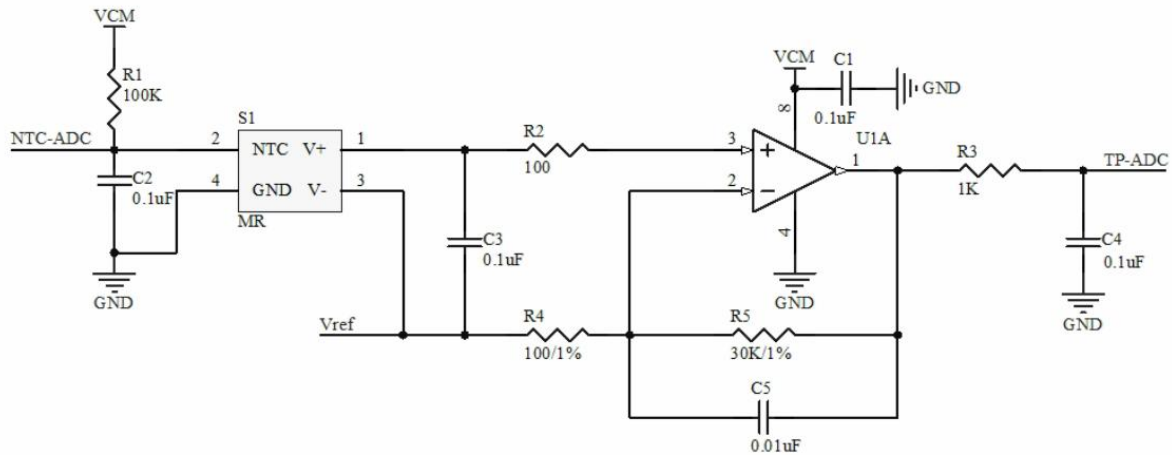 VCM
R1
100K
NTC-ADC
C2
0.1uF
GND
S1
2
NTC V+
1
4
GND V-
3
MR
C3
0.1uF
Vref
R2
100
R4
100/1%
VCM
C1
0.1uF
GND
8
U1A
3
+
2
−
1
4
GND
R5
30K/1%
C5
0.01uF
R3
1K
TP-ADC
C4
0.1uF
GND